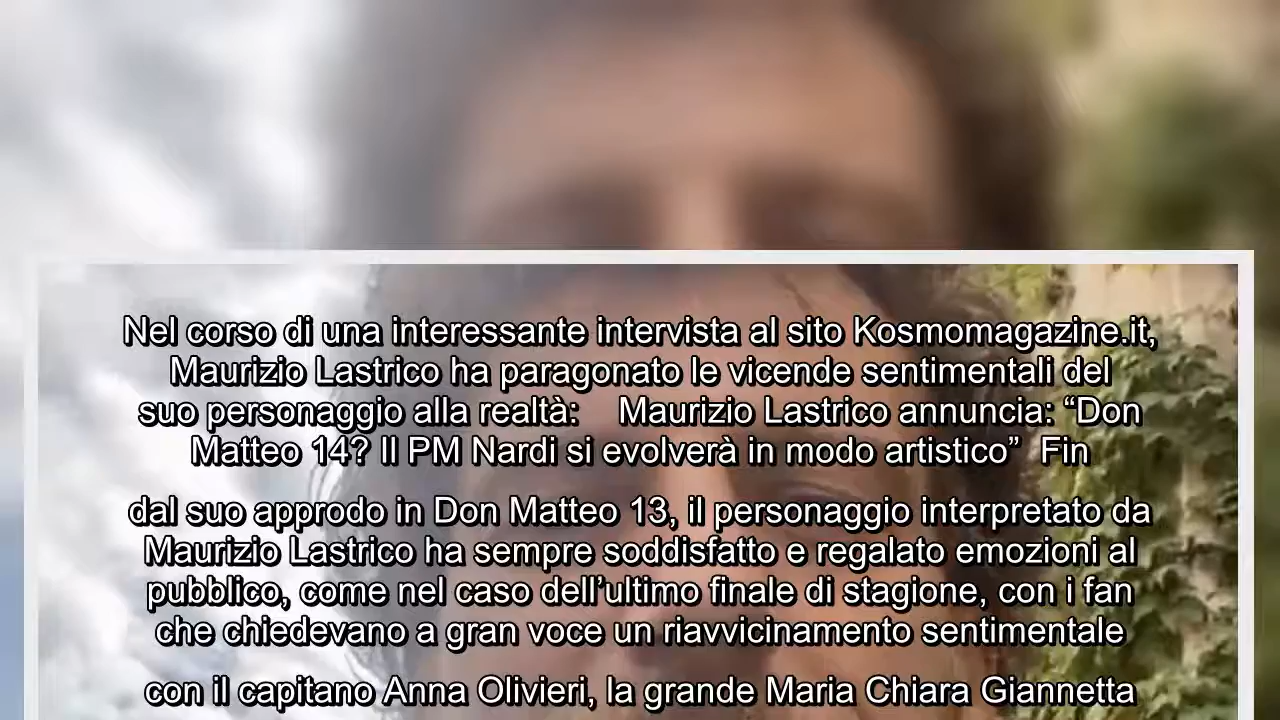 Nel corso di una interessante intervista al sito Kosmomagazine.it,
Maurizio Lastrico ha paragonato le vicende sentimentali del
suo personaggio alla realtà: Maurizio Lastrico annuncia: “Don
Matteo 14? Il PM Nardi si evolverà in modo artistico” Fin
dal suo approdo in Don Matteo 13, il personaggio interpretato da
Maurizio Lastrico ha sempre soddisfatto e regalato emozioni al
pubblico, come nel caso dell’ultimo finale di stagione, con i fan
che chiedevano a gran voce un riavvicinamento sentimentale
con il capitano Anna Olivieri, la grande Maria Chiara Giannetta